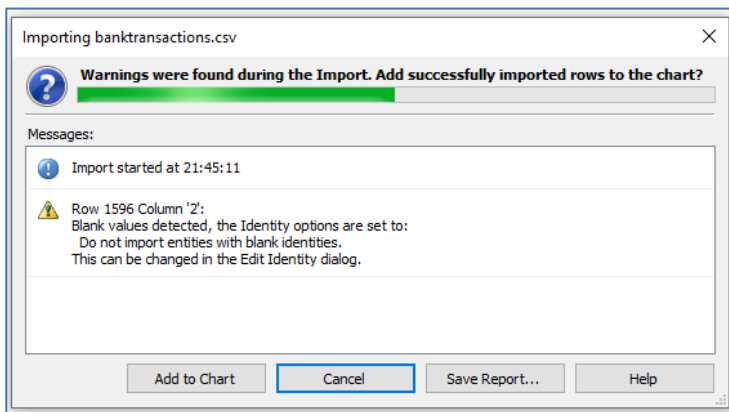 Importing banktransactions.csv
Warnings were found during the Import. Add successfully imported rows to the chart?
Messages:
Import started at 21:45:11
Row 1596 Column '2':
Blank values detected, the Identity options are set to:
Do not import entities with blank identities.
This can be changed in the Edit Identity dialog.
Add to Chart
Cancel
Save Report...
Help